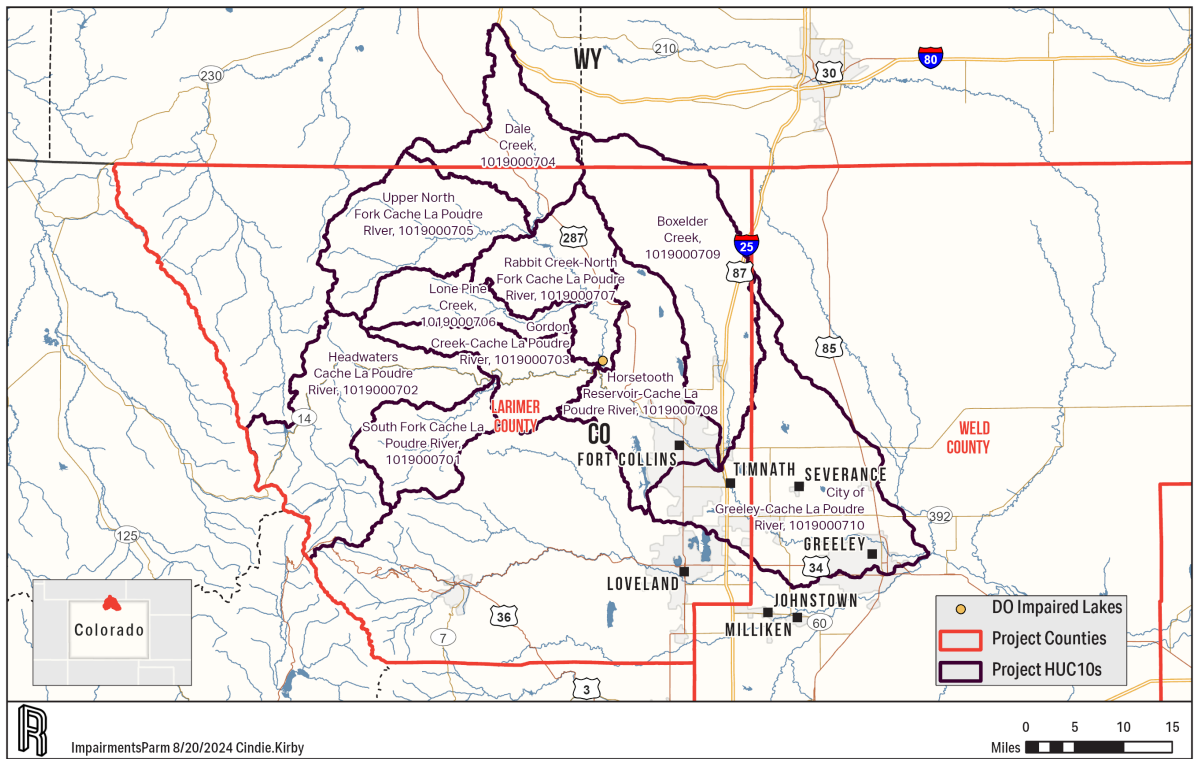 WY
210
80
30
230
Dale
Creek,
1019000704
Upper North
Fork Cache La Poudre
RIver, 1019000705
Boxelder
Creek,
1019000709
287
25
87
Rabbit Creek-North
Fork Cache La Poudre
River, 1019000707
Lone Pine
Creek,
1019000706
Gordon
Creek-Cache La Poudre
River, 1019000703
85
Headwaters
Cache La Poudre
River, 1019000702
Horsetooth
Reservoir-Cache La
Poudre River, 1019000708
14
LARIMER
COUNTY
CO
South Fork Cache La
Poudre River,
1019000701
WELD
COUNTY
FORT COLLINS
TIMNATH
SEVERANCE
City of
Greeley-Cache La Poudre
River, 1019000710
392
125
GREELEY
34
LOVELAND
JOHNSTOWN
MILLIKEN
60
36
7
3
Colorado
DO Impaired Lakes
Project Counties
Project HUC10s
R
ImpairmentsParm 8/20/2024 Cindie.Kirby
0 5 10 15
Miles